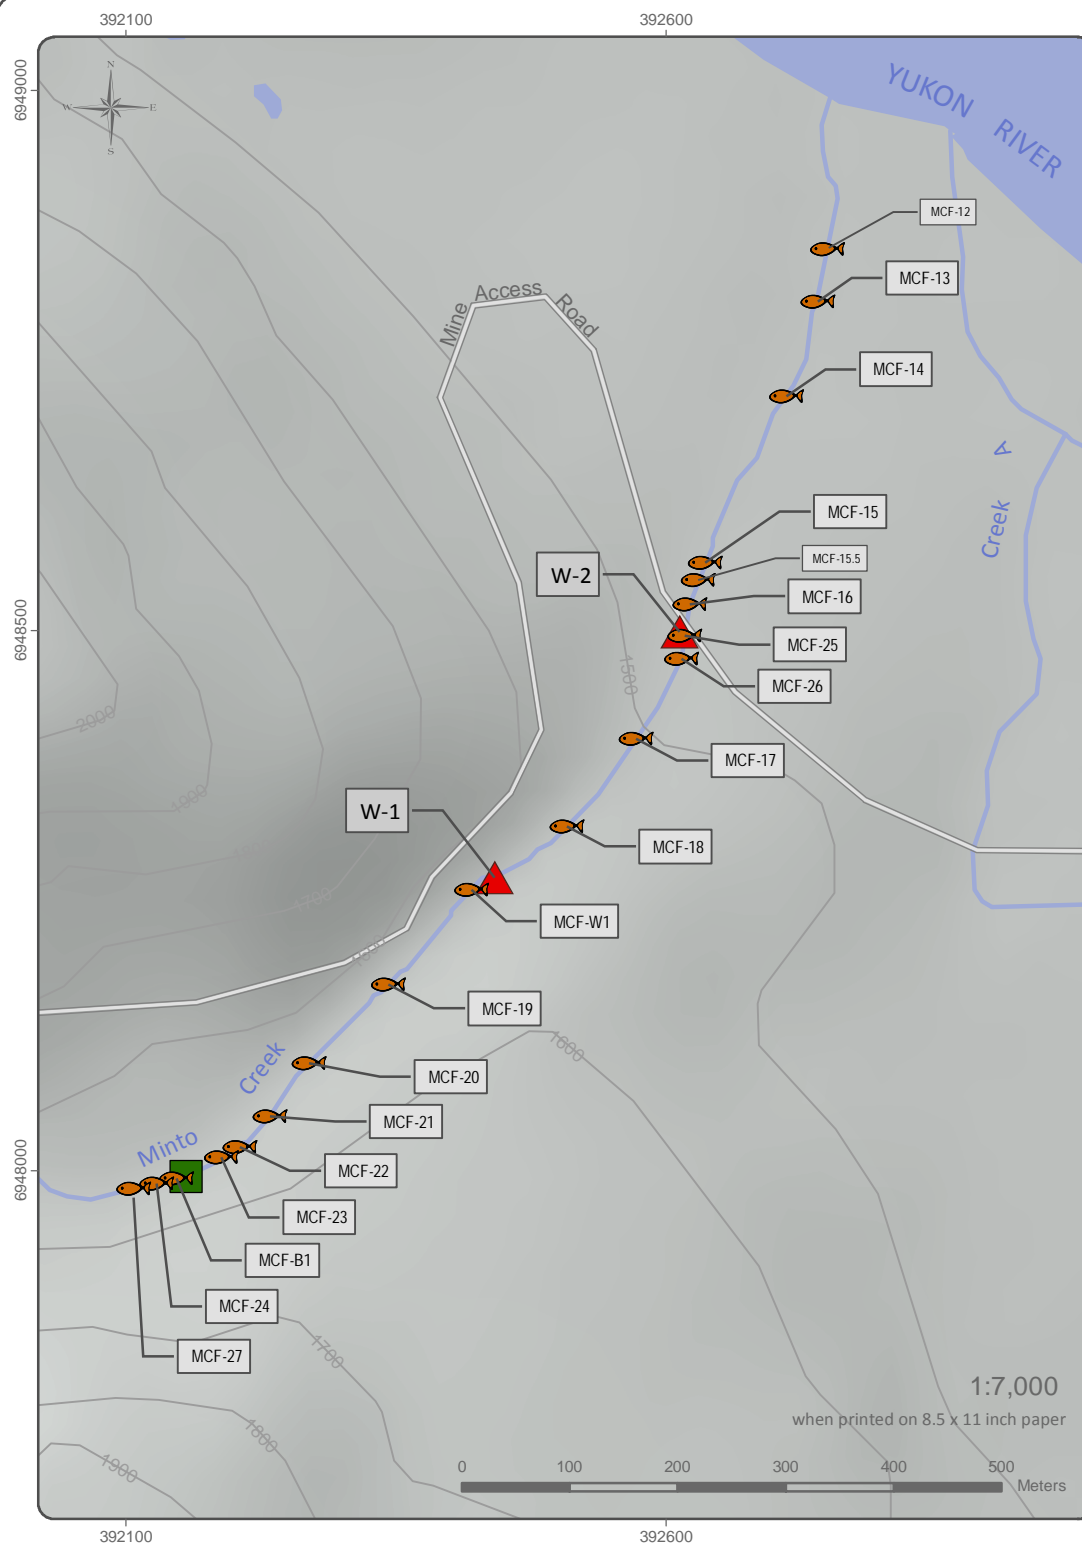 392100
392600
6949000
N
W
E
S
YUKON RIVER
MCF-12
MCF-13
Mine Access Road
MCF-14
Creek A
MCF-15
MCF-15.5
W-2
MCF-16
6948500
MCF-25
1500
MCF-26
2000
MCF-17
1900
W-1
MCF-18
1700
MCF-W1
MCF-19
1600
Minto Creek
MCF-20
MCF-21
6948000
MCF-22
MCF-23
MCF-B1
MCF-24
MCF-27
1700
1:7,000
when printed on 8.5 x 11 inch paper
1800
1900
0 100 200 300 400 500 Meters
392100
392600